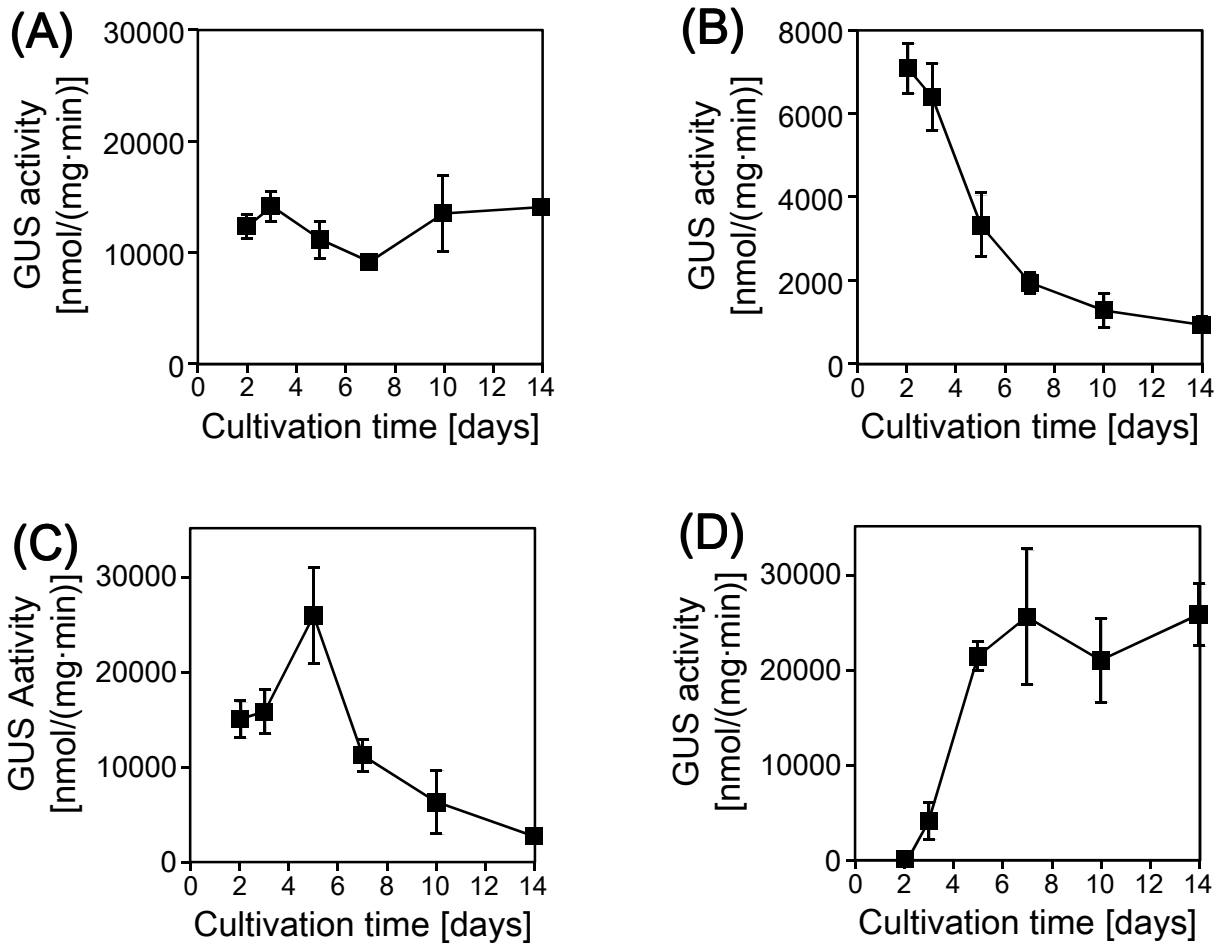 (A)
GUS activity
[nmol/(mg·min)]
30000
20000
10000
0
0 2 4 6 8 10 12 14
Cultivation time [days]
(B)
GUS activity
[nmol/(mg·min)]
8000
6000
4000
2000
0
0 2 4 6 8 10 12 14
Cultivation time [days]
(C)
GUS Aativity
[nmol/(mg·min)]
30000
20000
10000
0
0 2 4 6 8 10 12 14
Cultivation time [days]
(D)
GUS activity
[nmol/(mg·min)]
30000
20000
10000
0
0 2 4 6 8 10 12 14
Cultivation time [days]